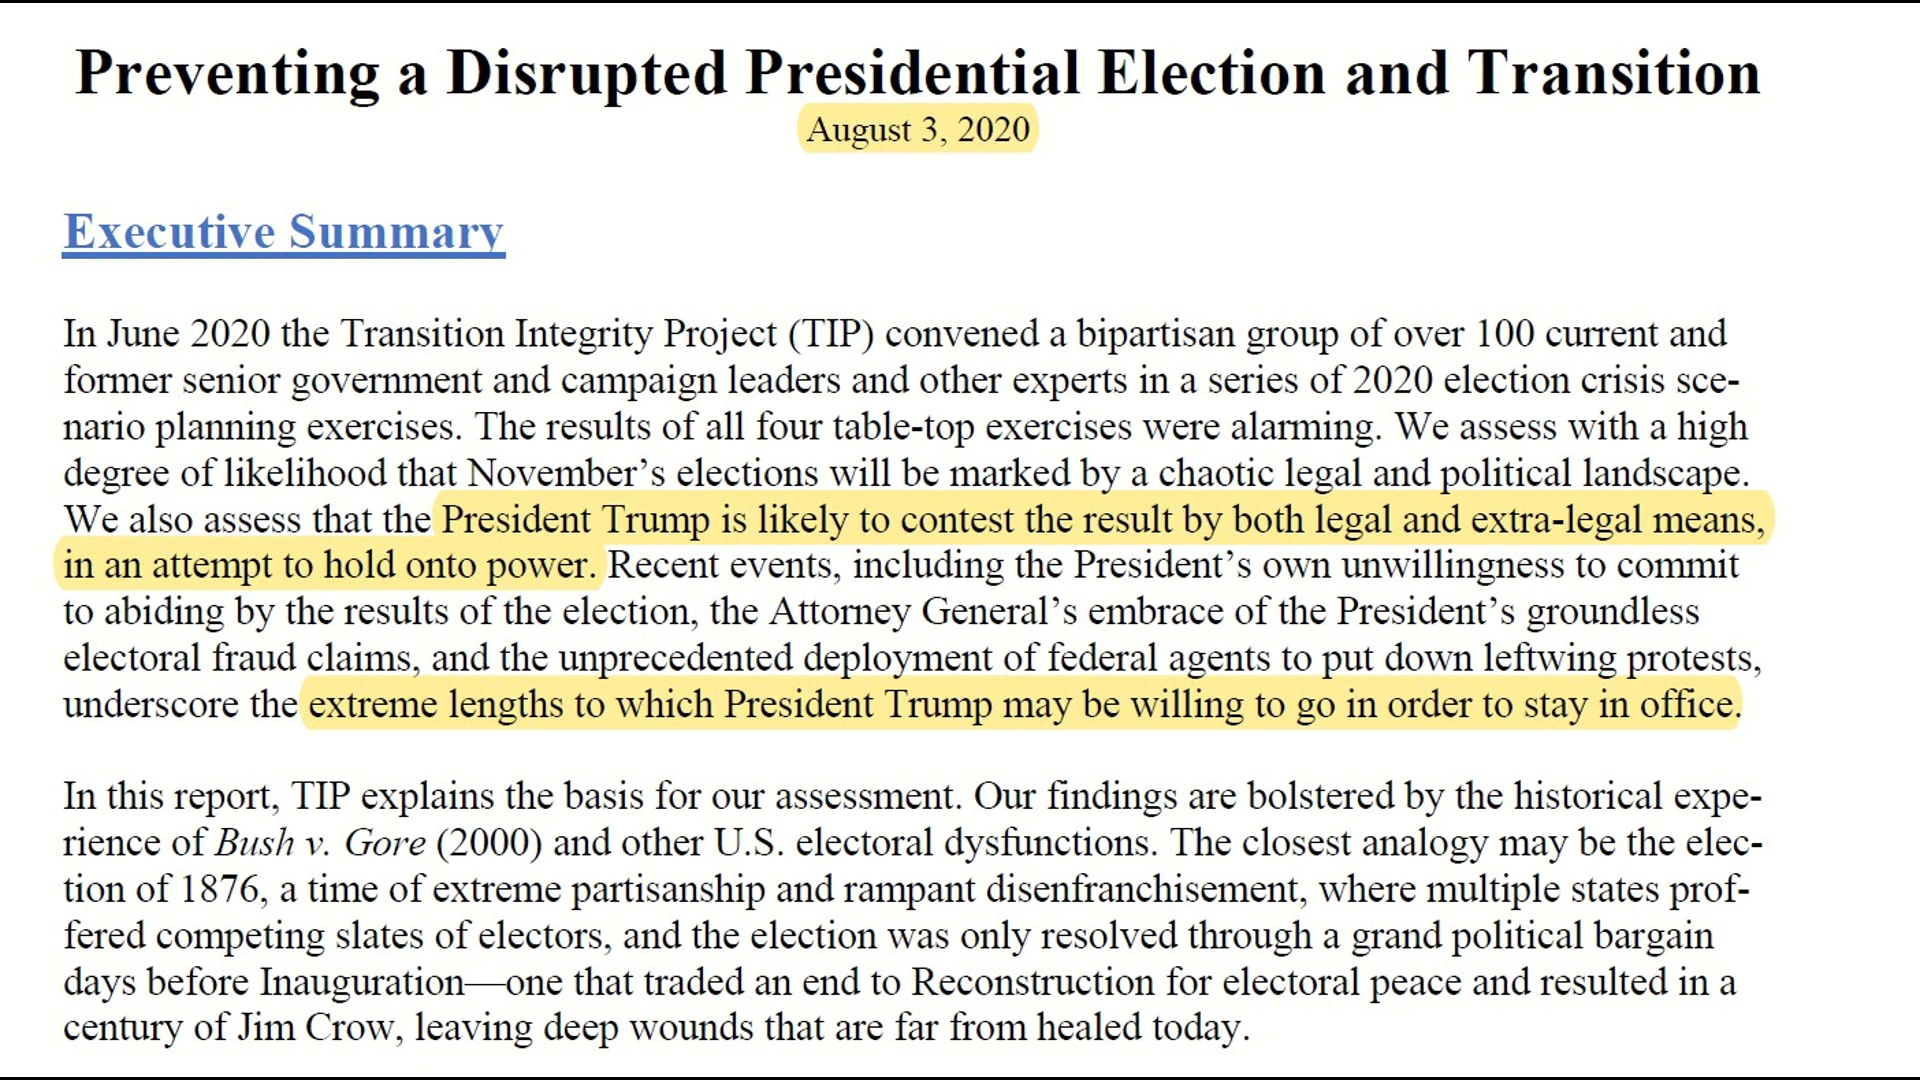 Preventing a Disrupted Presidential Election and Transition
August 3, 2020
Executive Summary
In June 2020 the Transition Integrity Project (TIP) convened a bipartisan group of over 100 current and
former senior government and campaign leaders and other experts in a series of 2020 election crisis sce-
nario planning exercises. The results of all four table-top exercises were alarming. We assess with a high
degree of likelihood that November’s elections will be marked by a chaotic legal and political landscape.
We also assess that the President Trump is likely to contest the result by both legal and extra-legal means,
in an attempt to hold onto power. Recent events, including the President’s own unwillingness to commit
to abiding by the results of the election, the Attorney General’s embrace of the President’s groundless
electoral fraud claims, and the unprecedented deployment of federal agents to put down leftwing protests,
underscore the extreme lengths to which President Trump may be willing to go in order to stay in office.
In this report, TIP explains the basis for our assessment. Our findings are bolstered by the historical expe-
rience of Bush v. Gore (2000) and other U.S. electoral dysfunctions. The closest analogy may be the elec-
tion of 1876, a time of extreme partisanship and rampant disenfranchisement, where multiple states prof-
fered competing slates of electors, and the election was only resolved through a grand political bargain
days before Inauguration—one that traded an end to Reconstruction for electoral peace and resulted in a
century of Jim Crow, leaving deep wounds that are far from healed today.